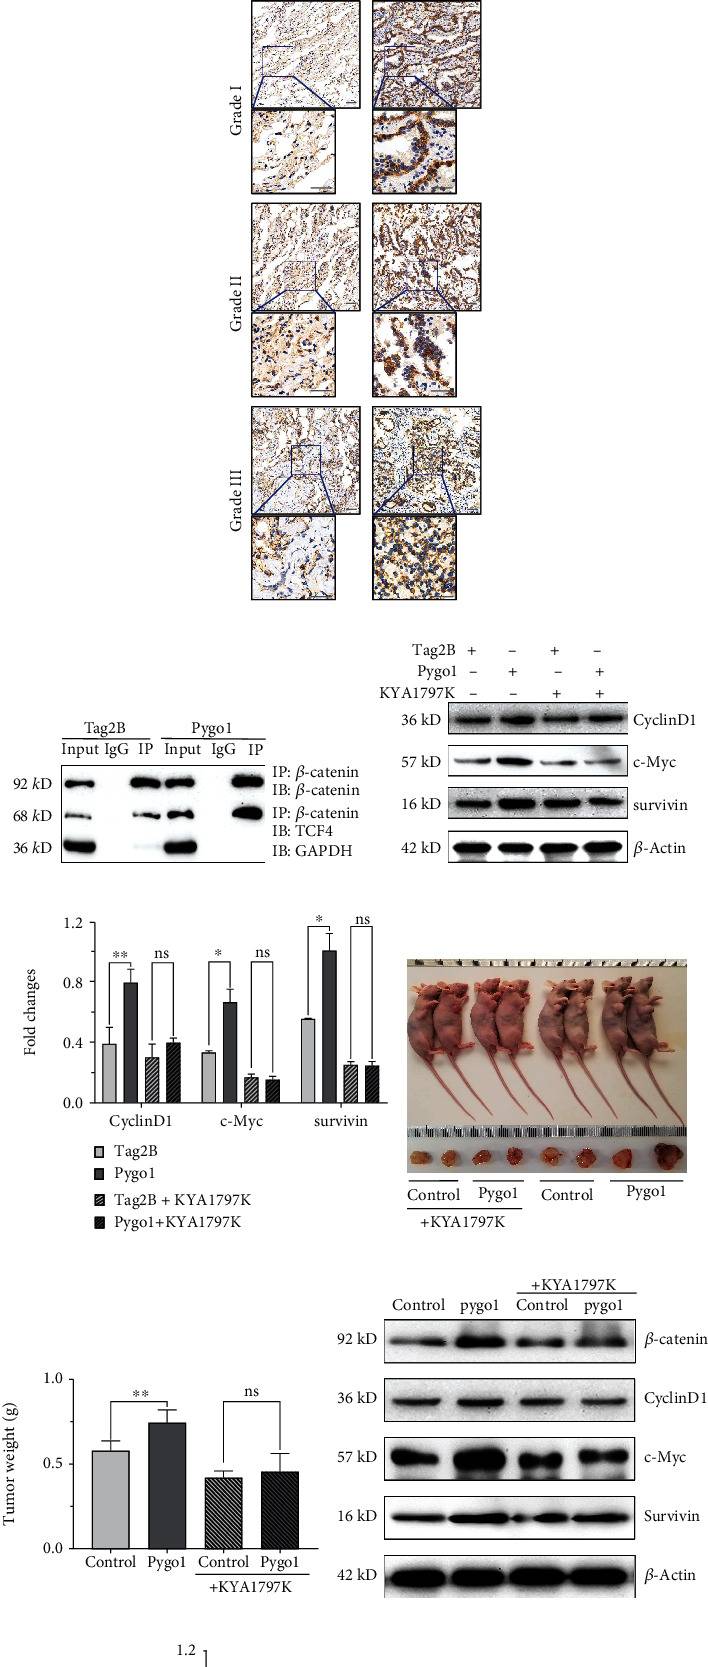 Grade I
Grade II
Grade III
Tag2B Pygo1
Input IgG IP Input IgG IP
92 kD
68 kD
36 kD
IP: β-catenin
IB: β-catenin
IP: β-catenin
IB: TCF4
IB: GAPDH
Tag2B + – + –
Pygo1 – + – +
KYA1797K – – + +
36 kD CyclinD1
57 kD c-Myc
16 kD survivin
42 kD β-Actin
Fold changes
1.2
0.8
0.4
0.0
** ns * ns * ns
CyclinD1 c-Myc survivin
Tag2B
Pygo1
Tag2B + KYA1797K
Pygo1+KYA1797K
Control Pygo1 Control Pygo1
+KYA1797K
Tumor weight (g)
1.0
0.5
0.0
** ns
Control Pygo1 Control Pygo1
+KYA1797K
+KYA1797K
Control pygo1 Control pygo1
92 kD β-catenin
36 kD CyclinD1
57 kD c-Myc
16 kD Survivin
42 kD β-Actin
1.2